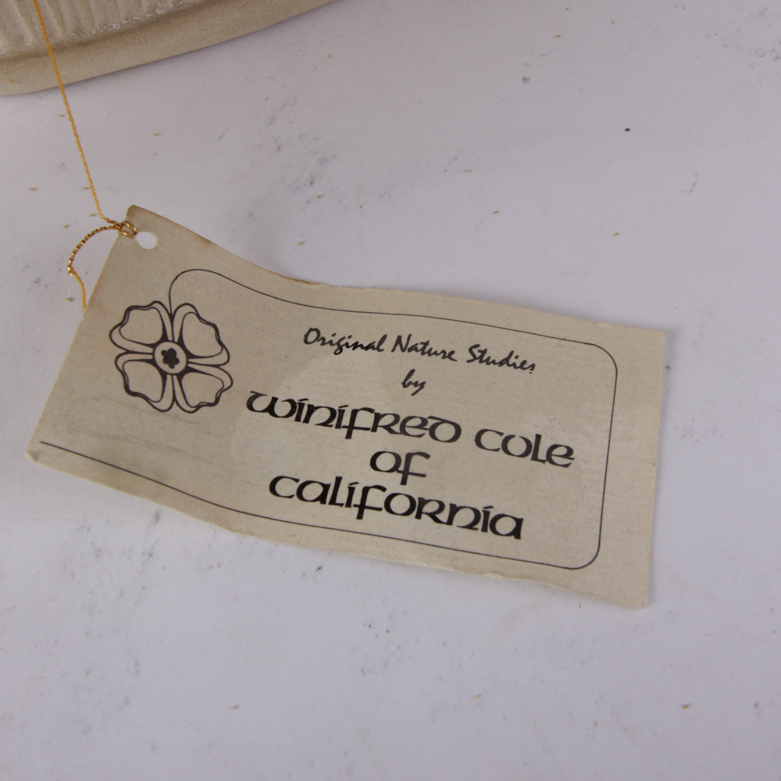 Original Nature Studies
by
Winifred Cole
of
California